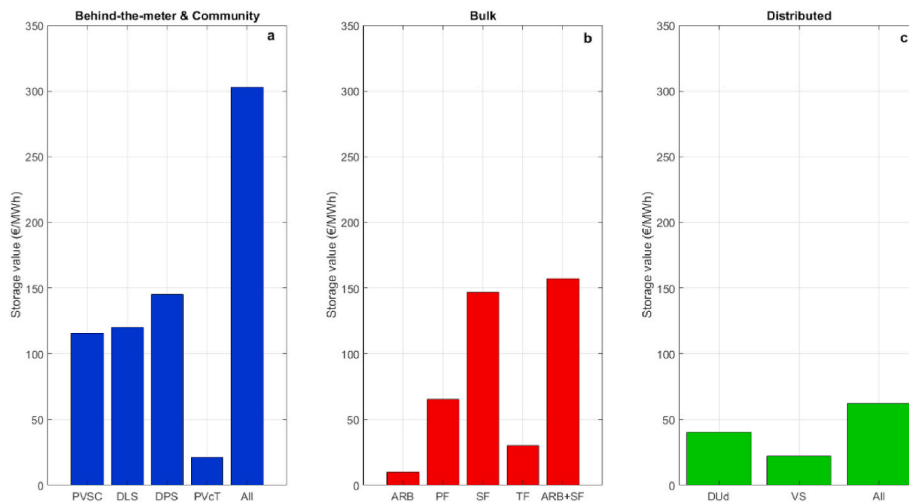 Behind-the-meter & Community
a
350
300
250
200
150
100
50
0
Storage value (€/MWh)
PVSC DLS DPS PVcT All
Bulk
b
350
300
250
200
150
100
50
0
Storage value (€/MWh)
ARB PF SF TF ARB+SF
Distributed
c
350
300
250
200
150
100
50
0
Storage value (€/MWh)
DUd VS All